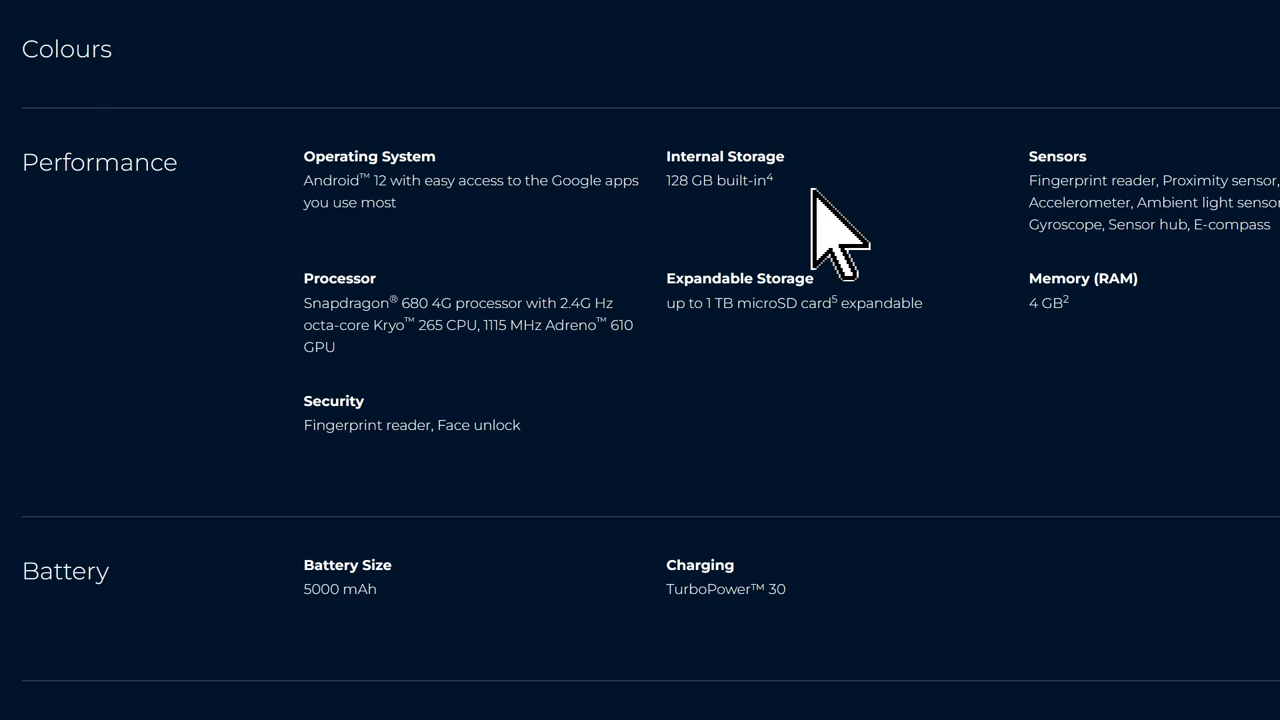 Colours
Performance
Operating System
Android™ 12 with easy access to the Google apps
you use most
Internal Storage
128 GB built-in⁴
Sensors
Fingerprint reader, Proximity sensor,
Accelerometer, Ambient light sensor
Gyroscope, Sensor hub, E-compass
Processor
Snapdragon® 680 4G processor with 2.4G Hz
octa-core Kryo™ 265 CPU, 1115 MHz Adreno™ 610
GPU
Expandable Storage
up to 1 TB microSD card⁵ expandable
Memory (RAM)
4 GB²
Security
Fingerprint reader, Face unlock
Battery
Battery Size
5000 mAh
Charging
TurboPower™ 30